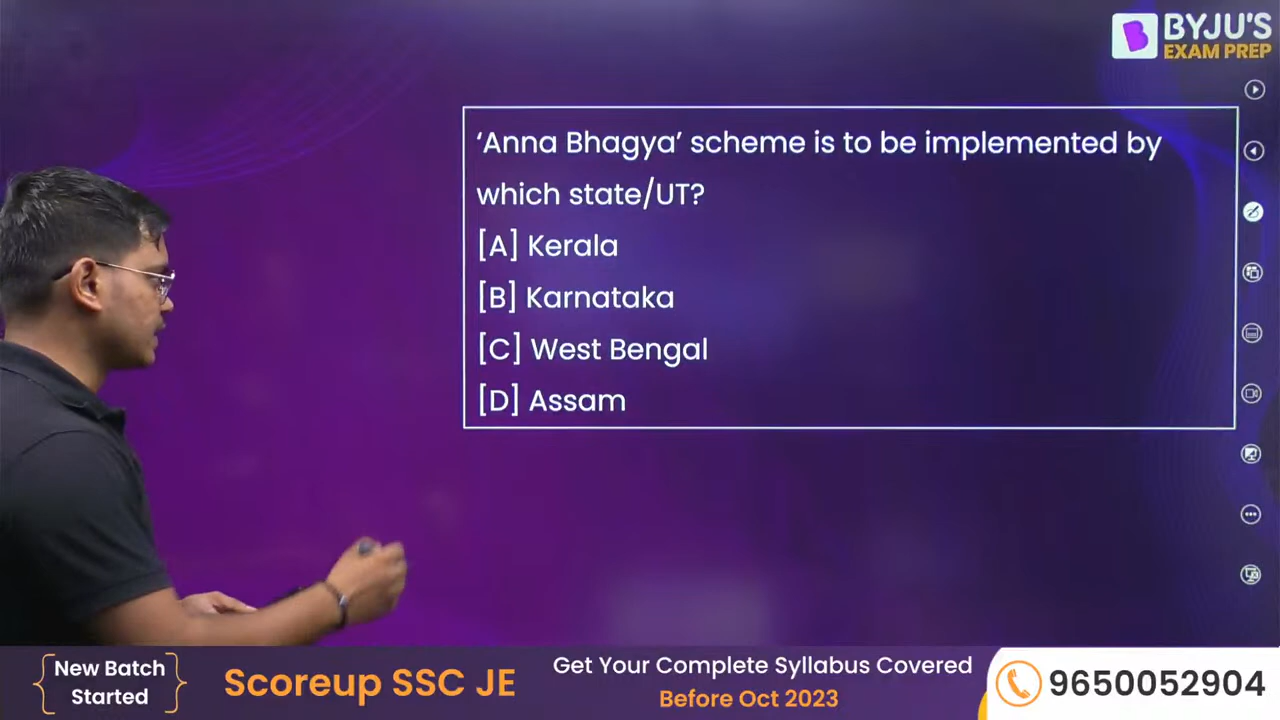 BYJU'S
EXAM PREP
‘Anna Bhagya’ scheme is to be implemented by
which state/UT?
[A] Kerala
[B] Karnataka
[C] West Bengal
[D] Assam
New Batch
Started
Scoreup SSC JE
Get Your Complete Syllabus Covered
Before Oct 2023
9650052904